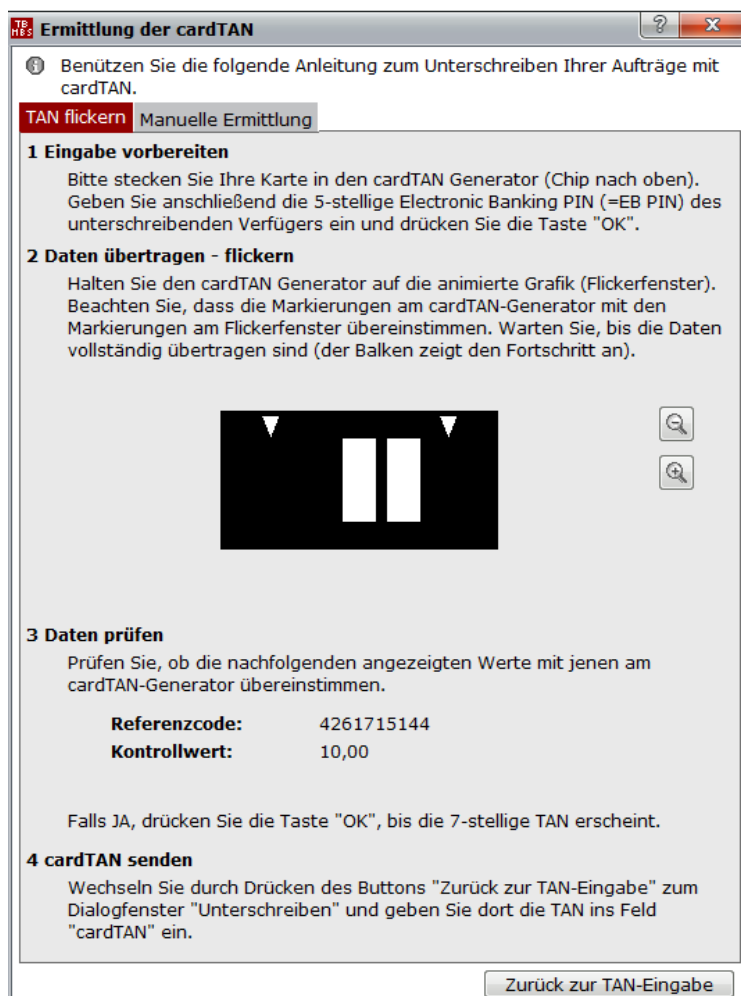 TB
MBS
Ermittlung der cardTAN
Benützen Sie die folgende Anleitung zum Unterschreiben Ihrer Aufträge mit
cardTAN.
TAN flickern
Manuelle Ermittlung
1 Eingabe vorbereiten
Bitte stecken Sie Ihre Karte in den cardTAN Generator (Chip nach oben).
Geben Sie anschließend die 5-stellige Electronic Banking PIN (=EB PIN) des
unterschreibenden Verfügers ein und drücken Sie die Taste "OK".
2 Daten übertragen - flickern
Halten Sie den cardTAN Generator auf die animierte Grafik (Flickerfenster).
Beachten Sie, dass die Markierungen am cardTAN-Generator mit den
Markierungen am Flickerfenster übereinstimmen. Warten Sie, bis die Daten
vollständig übertragen sind (der Balken zeigt den Fortschritt an).
3 Daten prüfen
Prüfen Sie, ob die nachfolgenden angezeigten Werte mit jenen am
cardTAN-Generator übereinstimmen.
Referenzcode: 4261715144
Kontrollwert: 10,00
Falls JA, drücken Sie die Taste "OK", bis die 7-stellige TAN erscheint.
4 cardTAN senden
Wechseln Sie durch Drücken des Buttons "Zurück zur TAN-Eingabe" zum
Dialogfenster "Unterschreiben" und geben Sie dort die TAN ins Feld
"cardTAN" ein.
Zurück zur TAN-Eingabe